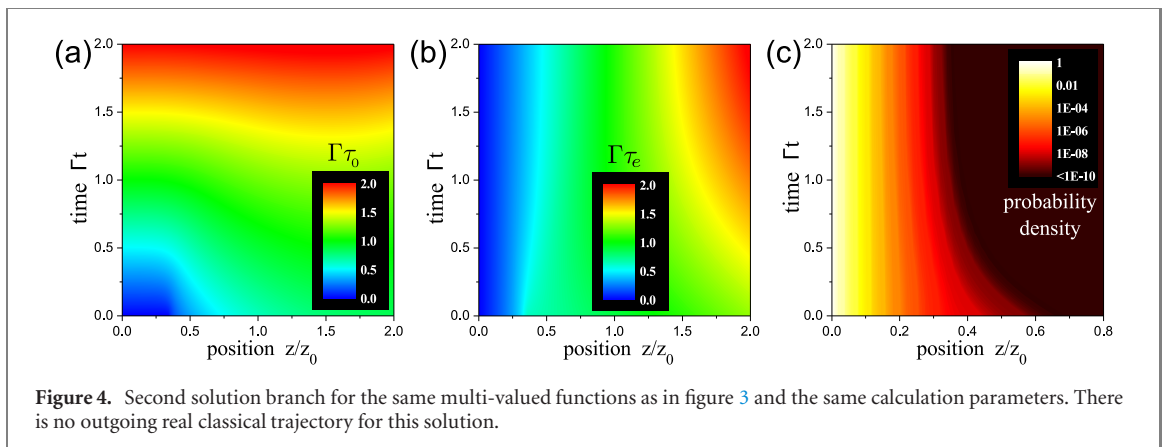 (a)
2.0
1.5
1.0
0.5
0.0
time Γt
0.0 0.5 1.0 1.5 2.0
position z/z₀
Γτ₀
2.0
1.5
1.0
0.5
0.0
(b)
2.0
1.5
1.0
0.5
0.0
time Γt
0.0 0.5 1.0 1.5 2.0
position z/z₀
Γτₑ
2.0
1.5
1.0
0.5
0.0
(c)
2.0
1.5
1.0
0.5
0.0
time Γt
0.0 0.2 0.4 0.6 0.8
position z/z₀
1
0.01
1E-04
1E-06
1E-08
<1E-10
probability
density
Figure 4. Second solution branch for the same multi-valued functions as in figure 3 and the same calculation parameters. There
is no outgoing real classical trajectory for this solution.